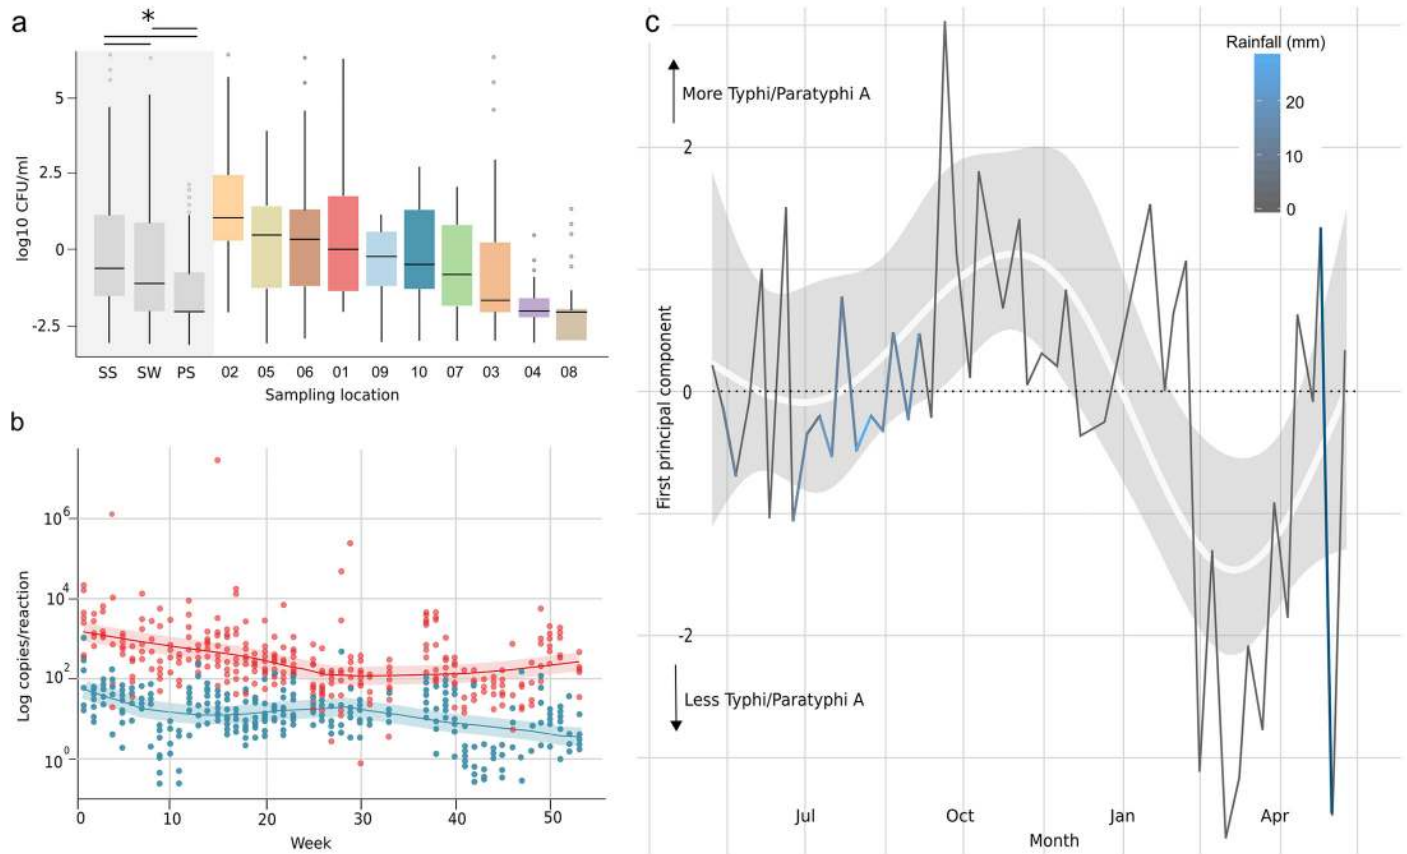 a
*
5
2.5
0
-2.5
log10 CFU/ml
SS SW PS 02 05 06 01 09 10 07 03 04 08
Sampling location
b
10^6
10^4
10^2
10^0
Log copies/reaction
0 10 20 30 40 50
Week
c
Rainfall (mm)
20
10
0
More Typhi/Paratyphi A
2
0
-2
First principal component
Less Typhi/Paratyphi A
Jul Oct Jan Apr
Month